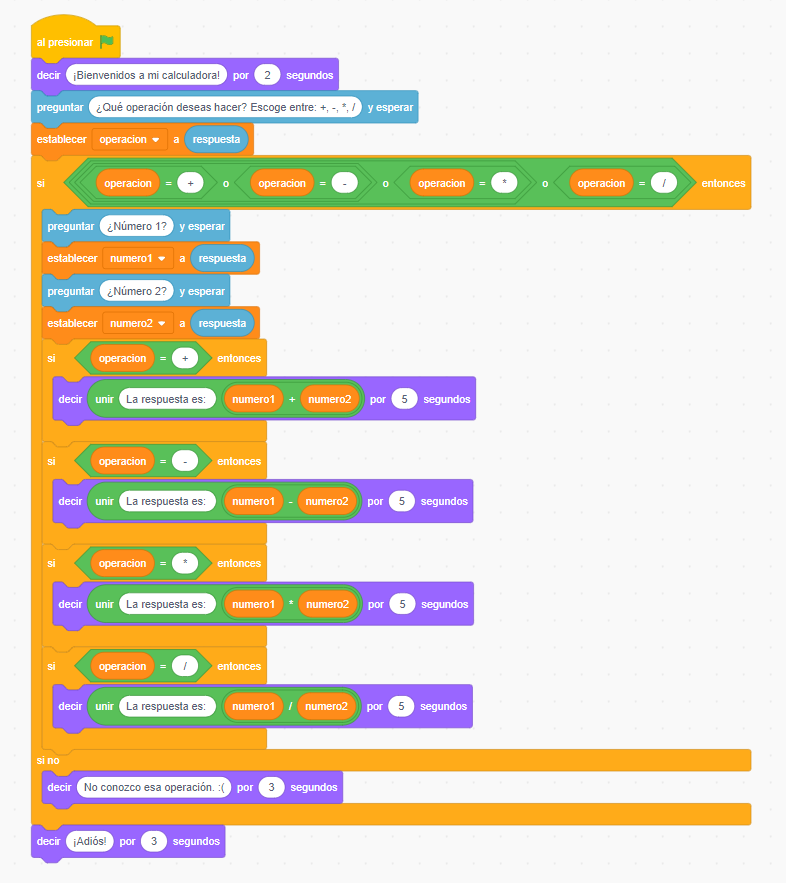 al presionar
decir ¡Bienvenidos a mi calculadora! por 2 segundos
preguntar ¿Qué operación deseas hacer? Escoge entre: +, -, *, / y esperar
establecer operacion a respuesta
si operacion = + o operacion = - o operacion = * o operacion = / entonces
preguntar ¿Número 1? y esperar
establecer numero1 a respuesta
preguntar ¿Número 2? y esperar
establecer numero2 a respuesta
si operacion = + entonces
decir unir La respuesta es: numero1 + numero2 por 5 segundos
si operacion = - entonces
decir unir La respuesta es: numero1 - numero2 por 5 segundos
si operacion = * entonces
decir unir La respuesta es: numero1 * numero2 por 5 segundos
si operacion = / entonces
decir unir La respuesta es: numero1 / numero2 por 5 segundos
si no
decir No conozco esa operación. :( por 3 segundos
decir ¡Adiós! por 3 segundos